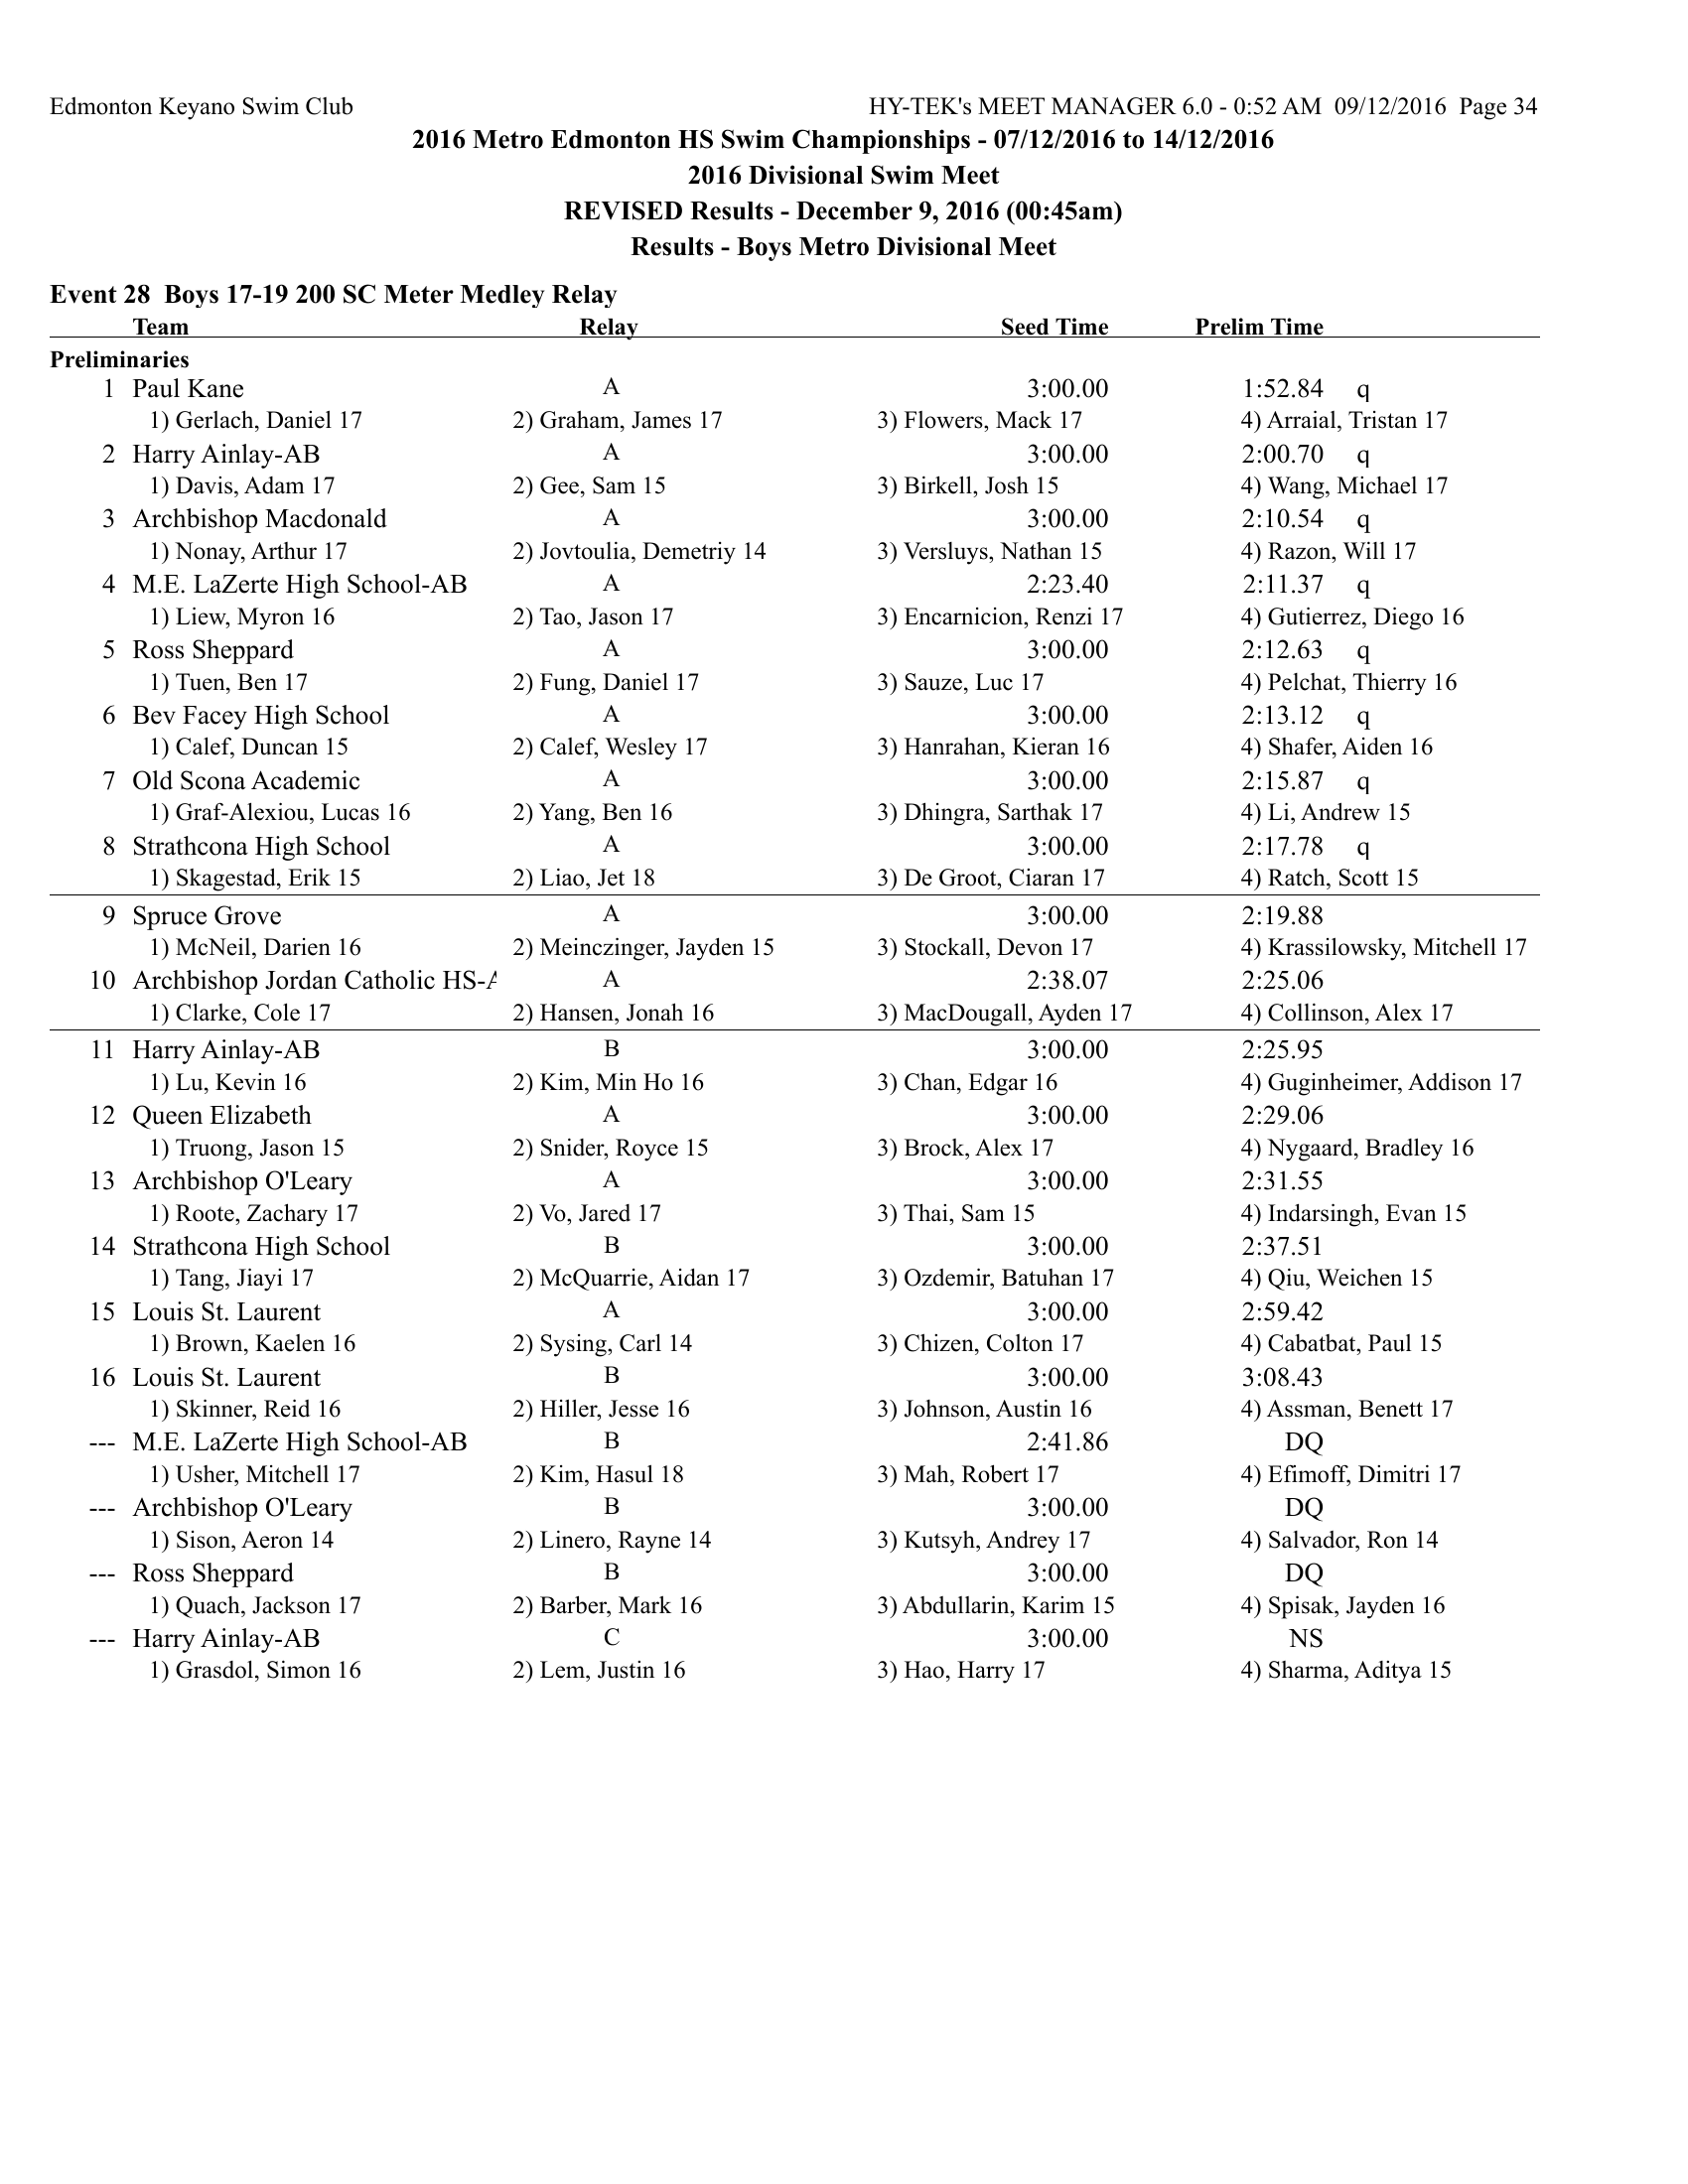 Edmonton Keyano Swim Club HY-TEK's MEET MANAGER 6.0 - 0:52 AM 09/12/2016 Page 34
2016 Metro Edmonton HS Swim Championships - 07/12/2016 to 14/12/2016
2016 Divisional Swim Meet
REVISED Results - December 9, 2016 (00:45am)
Results - Boys Metro Divisional Meet
Event 28 Boys 17-19 200 SC Meter Medley Relay
Team Relay Seed Time Prelim Time
Preliminaries
1 Paul Kane A 3:00.00 1:52.84 q
1) Gerlach, Daniel 17 2) Graham, James 17 3) Flowers, Mack 17 4) Arraial, Tristan 17
2 Harry Ainlay-AB A 3:00.00 2:00.70 q
1) Davis, Adam 17 2) Gee, Sam 15 3) Birkell, Josh 15 4) Wang, Michael 17
3 Archbishop Macdonald A 3:00.00 2:10.54 q
1) Nonay, Arthur 17 2) Jovtoulia, Demetriy 14 3) Versluys, Nathan 15 4) Razon, Will 17
4 M.E. LaZerte High School-AB A 2:23.40 2:11.37 q
1) Liew, Myron 16 2) Tao, Jason 17 3) Encarnicion, Renzi 17 4) Gutierrez, Diego 16
5 Ross Sheppard A 3:00.00 2:12.63 q
1) Tuen, Ben 17 2) Fung, Daniel 17 3) Sauze, Luc 17 4) Pelchat, Thierry 16
6 Bev Facey High School A 3:00.00 2:13.12 q
1) Calef, Duncan 15 2) Calef, Wesley 17 3) Hanrahan, Kieran 16 4) Shafer, Aiden 16
7 Old Scona Academic A 3:00.00 2:15.87 q
1) Graf-Alexiou, Lucas 16 2) Yang, Ben 16 3) Dhingra, Sarthak 17 4) Li, Andrew 15
8 Strathcona High School A 3:00.00 2:17.78 q
1) Skagestad, Erik 15 2) Liao, Jet 18 3) De Groot, Ciaran 17 4) Ratch, Scott 15
9 Spruce Grove A 3:00.00 2:19.88
1) McNeil, Darien 16 2) Meinczinger, Jayden 15 3) Stockall, Devon 17 4) Krassilowsky, Mitchell 17
10 Archbishop Jordan Catholic HS-A A 2:38.07 2:25.06
1) Clarke, Cole 17 2) Hansen, Jonah 16 3) MacDougall, Ayden 17 4) Collinson, Alex 17
11 Harry Ainlay-AB B 3:00.00 2:25.95
1) Lu, Kevin 16 2) Kim, Min Ho 16 3) Chan, Edgar 16 4) Guginheimer, Addison 17
12 Queen Elizabeth A 3:00.00 2:29.06
1) Truong, Jason 15 2) Snider, Royce 15 3) Brock, Alex 17 4) Nygaard, Bradley 16
13 Archbishop O'Leary A 3:00.00 2:31.55
1) Roote, Zachary 17 2) Vo, Jared 17 3) Thai, Sam 15 4) Indarsingh, Evan 15
14 Strathcona High School B 3:00.00 2:37.51
1) Tang, Jiayi 17 2) McQuarrie, Aidan 17 3) Ozdemir, Batuhan 17 4) Qiu, Weichen 15
15 Louis St. Laurent A 3:00.00 2:59.42
1) Brown, Kaelen 16 2) Sysing, Carl 14 3) Chizen, Colton 17 4) Cabatbat, Paul 15
16 Louis St. Laurent B 3:00.00 3:08.43
1) Skinner, Reid 16 2) Hiller, Jesse 16 3) Johnson, Austin 16 4) Assman, Benett 17
--- M.E. LaZerte High School-AB B 2:41.86 DQ
1) Usher, Mitchell 17 2) Kim, Hasul 18 3) Mah, Robert 17 4) Efimoff, Dimitri 17
--- Archbishop O'Leary B 3:00.00 DQ
1) Sison, Aeron 14 2) Linero, Rayne 14 3) Kutsyh, Andrey 17 4) Salvador, Ron 14
--- Ross Sheppard B 3:00.00 DQ
1) Quach, Jackson 17 2) Barber, Mark 16 3) Abdullarin, Karim 15 4) Spisak, Jayden 16
--- Harry Ainlay-AB C 3:00.00 NS
1) Grasdol, Simon 16 2) Lem, Justin 16 3) Hao, Harry 17 4) Sharma, Aditya 15